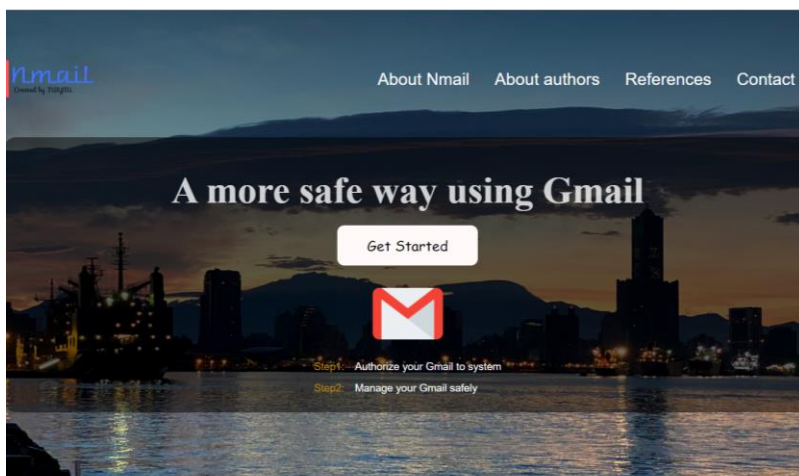 Nmail
About Nmail About authors References Contact
A more safe way using Gmail
Get Started
Step1: Authorize your Gmail to system
Step2: Manage your Gmail safely